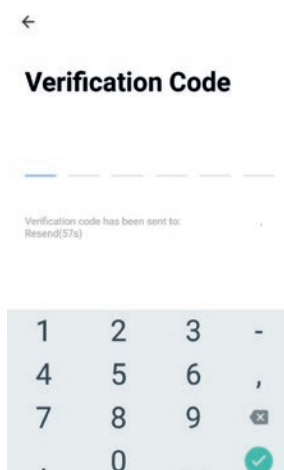 Verification Code
Verification code has been sent to:
Resend(57s)
1 2 3 -
4 5 6 ,
7 8 9
. 0